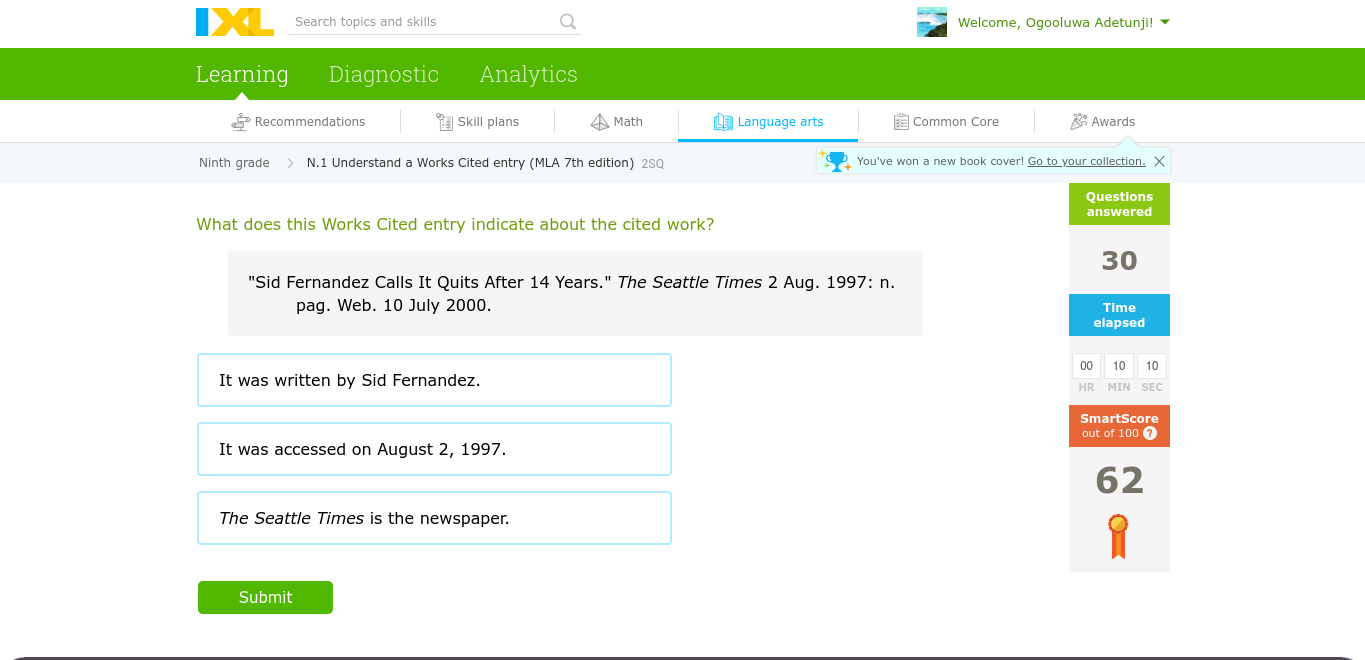 IXL
Search topics and skills
Welcome, Ogooluwa Adetunji!
Learning Diagnostic Analytics
Recommendations Skill plans Math Language arts Common Core Awards
Ninth grade N.1 Understand a Works Cited entry (MLA 7th edition) 2SQ
You've won a new book cover! Go to your collection.
What does this Works Cited entry indicate about the cited work?
"Sid Fernandez Calls It Quits After 14 Years." The Seattle Times 2 Aug. 1997: n.
pag. Web. 10 July 2000.
It was written by Sid Fernandez.
It was accessed on August 2, 1997.
The Seattle Times is the newspaper.
Submit
Questions
answered
30
Time
elapsed
00 10 10
HR MIN SEC
SmartScore
out of 100 ?
62